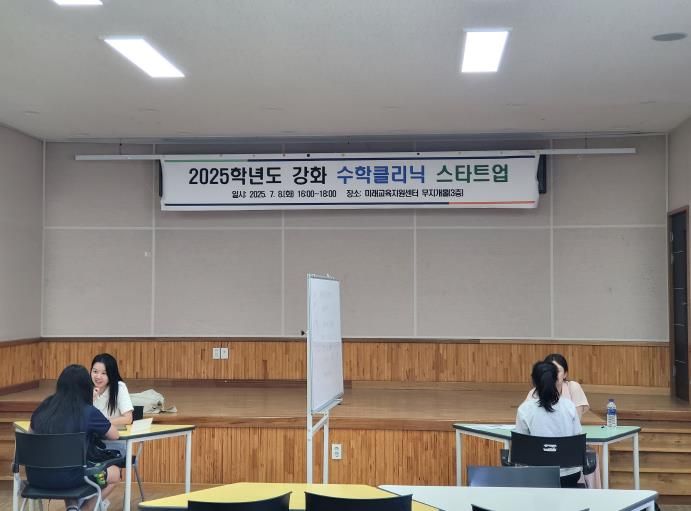 2025학년도 강화 수학클리닉 스타트업
일시: 2025. 7. 8.(화) 16:00~18:00 장소: 미래교육지원센터 무지개홀(3층)